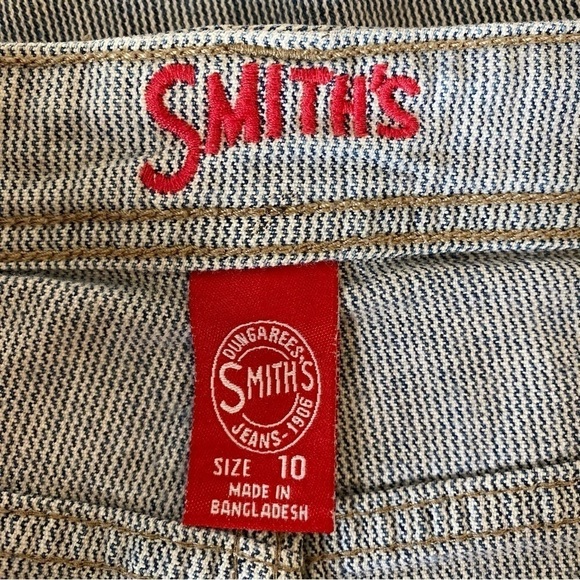 SMITH'S
DUNGAREES-
SMITH'S
JEANS-1906
SIZE 10
MADE IN
BANGLADESH